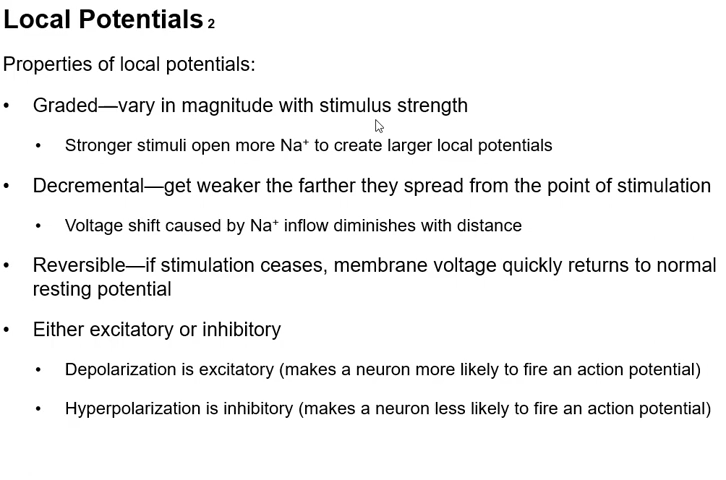 Local Potentials 2
Properties of local potentials:
• Graded—vary in magnitude with stimulus strength
• Stronger stimuli open more Na⁺ to create larger local potentials
• Decremental—get weaker the farther they spread from the point of stimulation
• Voltage shift caused by Na⁺ inflow diminishes with distance
• Reversible—if stimulation ceases, membrane voltage quickly returns to normal
resting potential
• Either excitatory or inhibitory
• Depolarization is excitatory (makes a neuron more likely to fire an action potential)
• Hyperpolarization is inhibitory (makes a neuron less likely to fire an action potential)